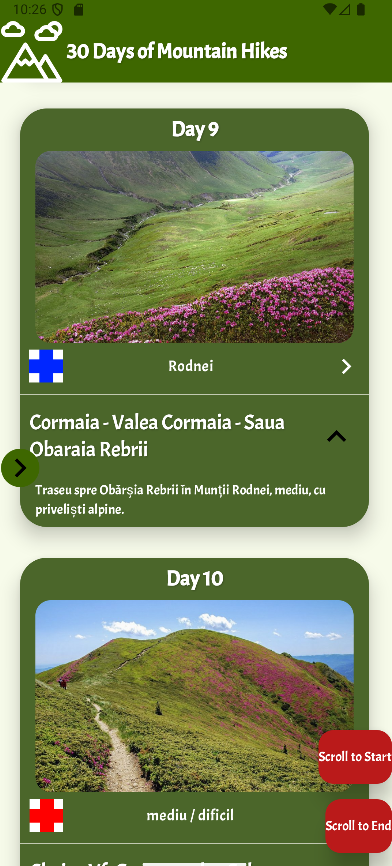 10:26
30 Days of Mountain Hikes
Day 9
Rodnei
Cormaia - Valea Cormaia - Saua
Obaraia Rebrii
Traseu spre Obârșia Rebrii în Munții Rodnei, mediu, cu
priveliști alpine.
Day 10
Scroll to Start
mediu / dificil
Scroll to End